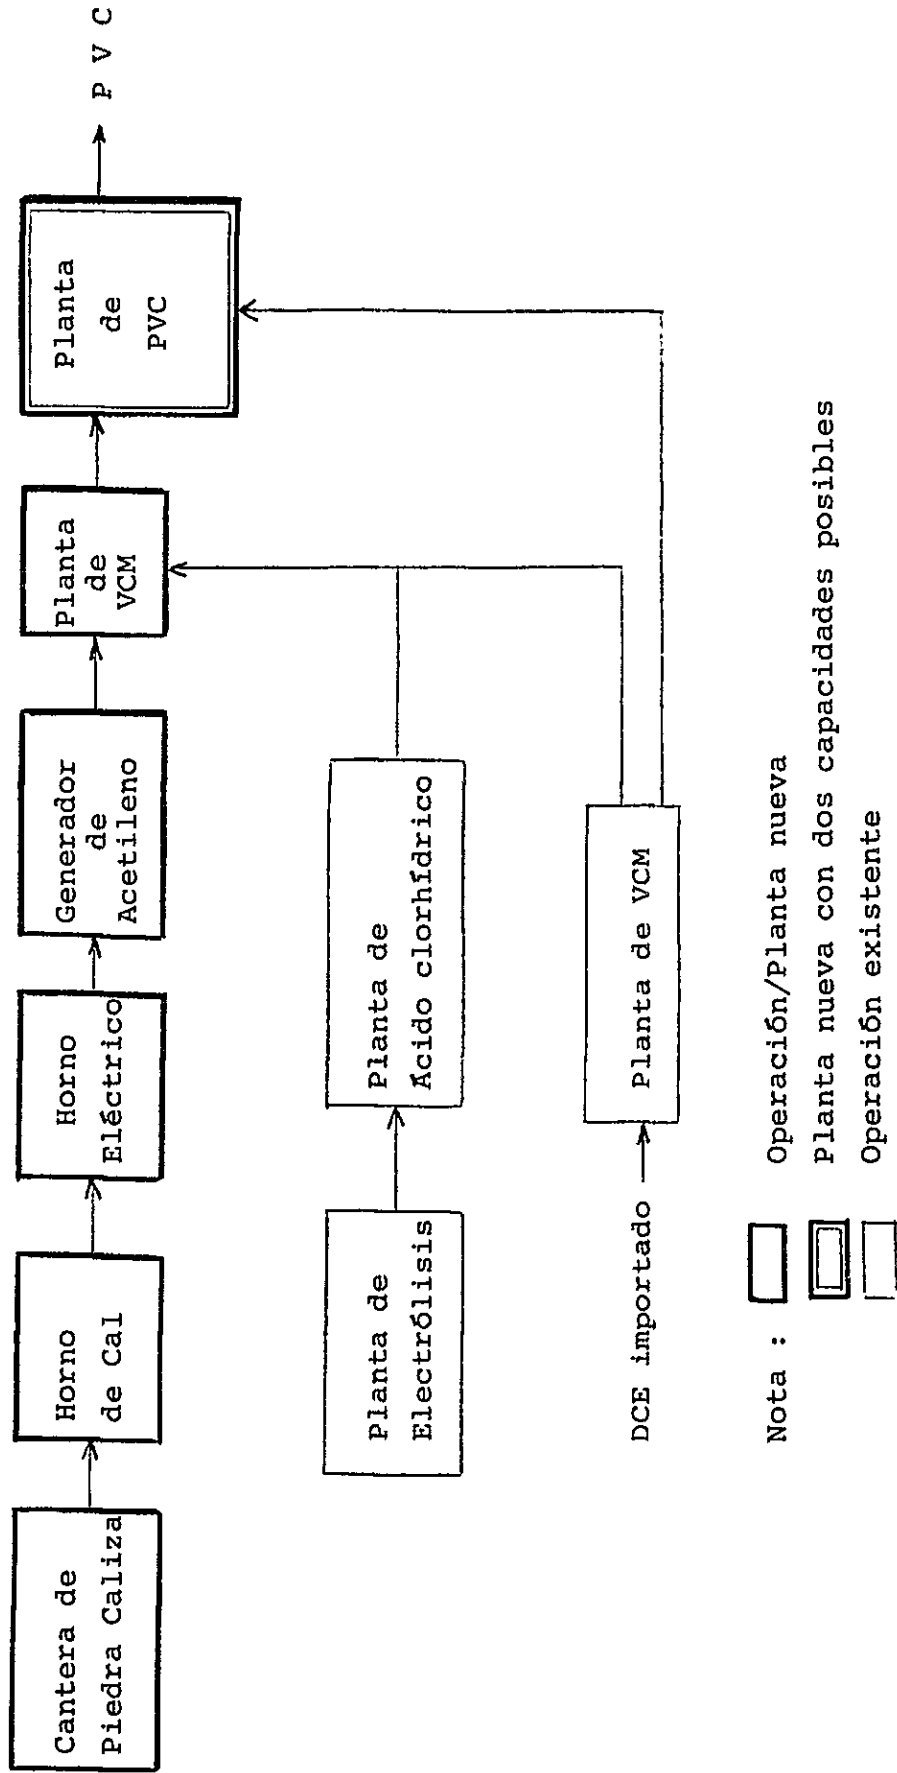 Cantera de
Piedra Caliza
Horno
de Cal
Horno
Eléctrico
Generador
de
Acetileno
Planta
de
VCM
Planta
de
PVC
P V C
Planta de
Electrólisis
Planta de
Ácido clorhídrico
DCE importado
Planta de VCM
Nota :
Operación/Planta nueva
Planta nueva con dos capacidades posibles
Operación existente